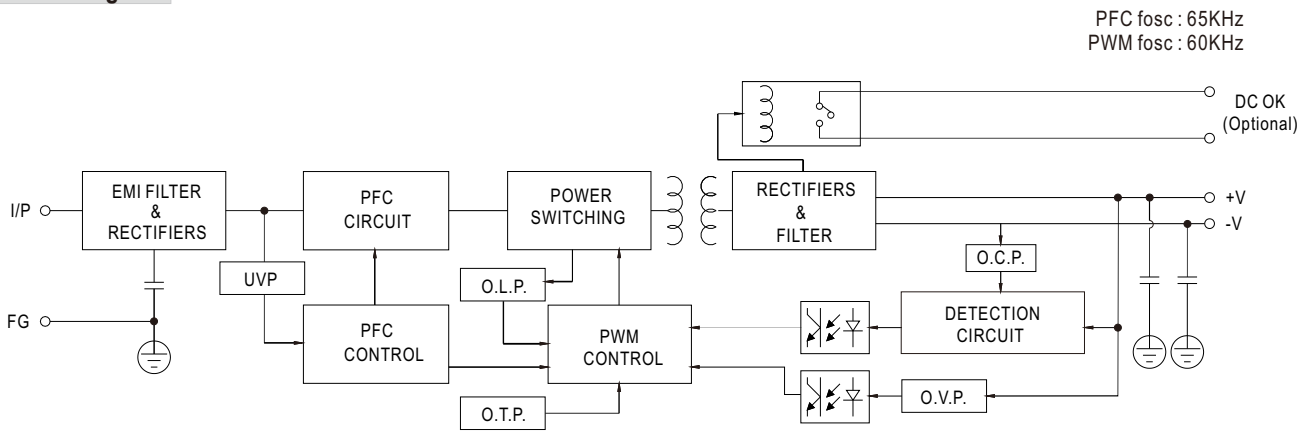 PFC fosc : 65KHz
PWM fosc : 60KHz
DC OK
(Optional)
I/P
EMI FILTER
&
RECTIFIERS
PFC
CIRCUIT
POWER
SWITCHING
RECTIFIERS
&
FILTER
+V
-V
UVP
O.L.P.
O.C.P.
FG
PFC
CONTROL
PWM
CONTROL
DETECTION
CIRCUIT
O.T.P.
O.V.P.